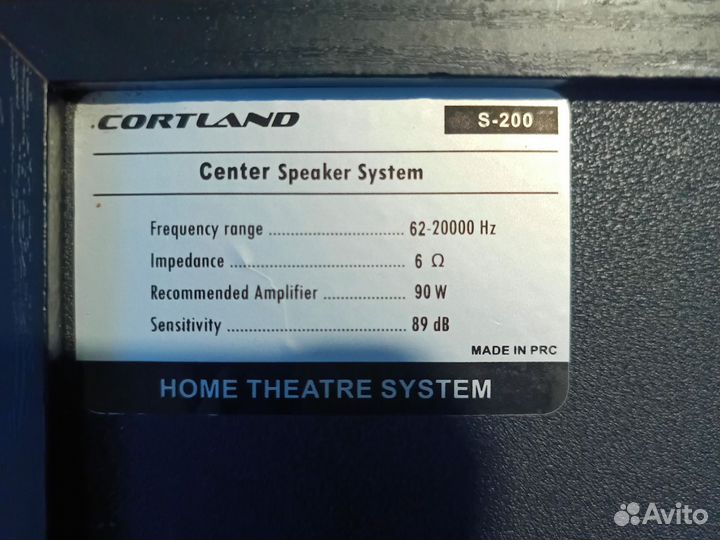 CORTLAND S-200
Center Speaker System
Frequency range ........................ 62-20000 Hz
Impedance ............................... 6 Ω
Recommended Amplifier .............. 90 W
Sensitivity ................................ 89 dB
MADE IN PRC
HOME THEATRE SYSTEM
Avito